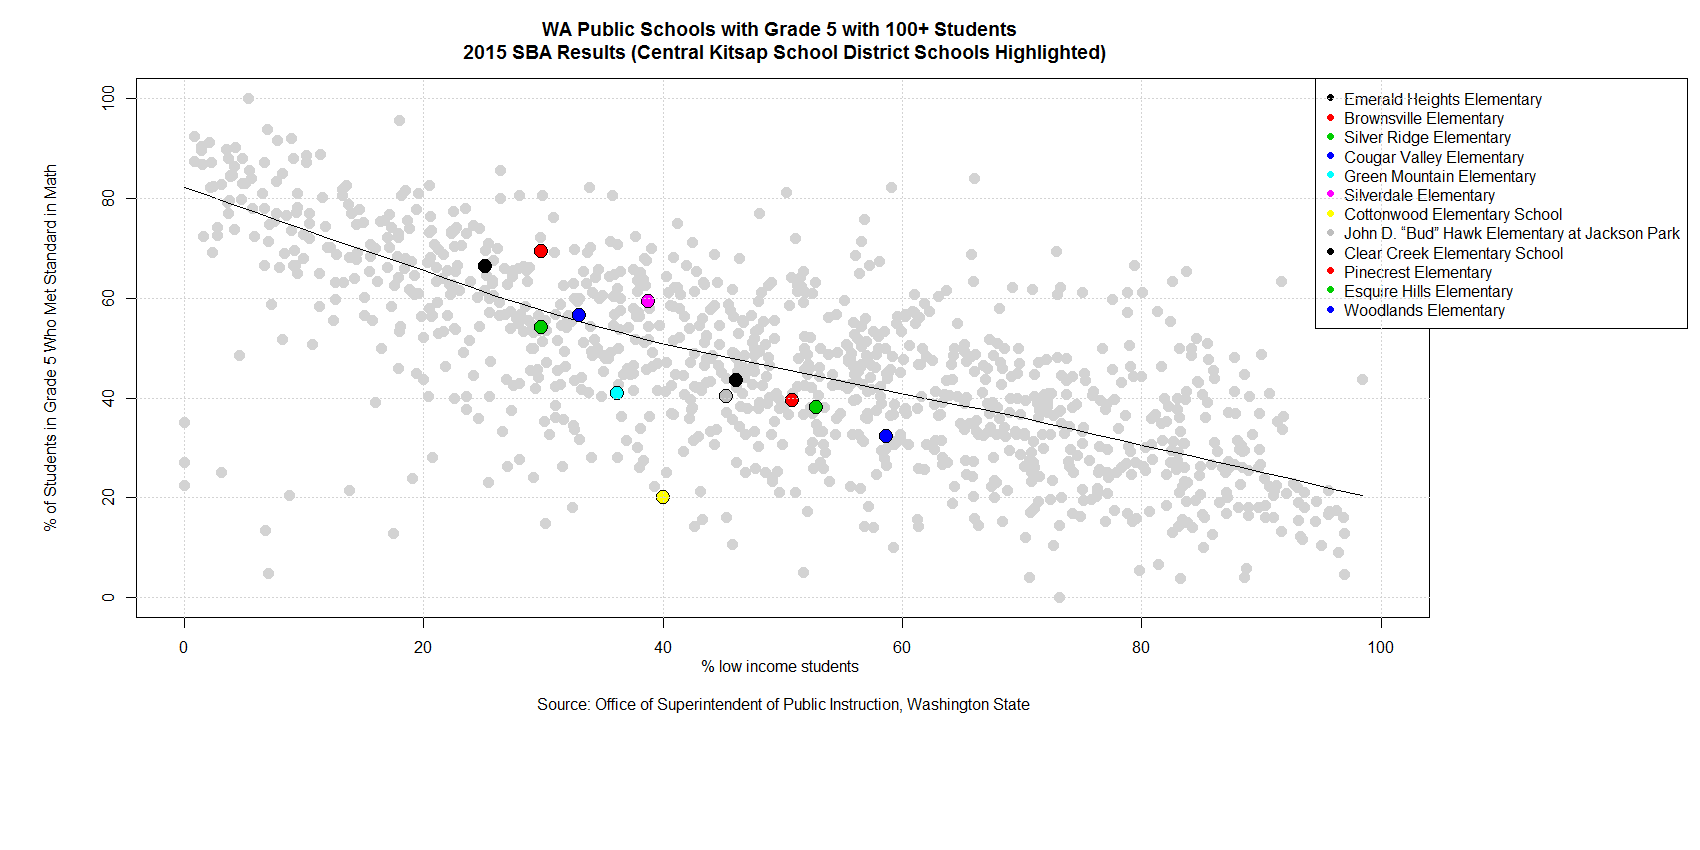 WA Public Schools with Grade 5 with 100+ Students
2015 SBA Results (Central Kitsap School District Schools Highlighted)
% of Students in Grade 5 Who Met Standard in Math
100
80
60
40
20
0
Emerald Heights Elementary
Brownsville Elementary
Silver Ridge Elementary
Cougar Valley Elementary
Green Mountain Elementary
Silverdale Elementary
Cottonwood Elementary School
John D. “Bud” Hawk Elementary at Jackson Park
Clear Creek Elementary School
Pinecrest Elementary
Esquire Hills Elementary
Woodlands Elementary
0 20 40 60 80 100
% low income students
Source: Office of Superintendent of Public Instruction, Washington State